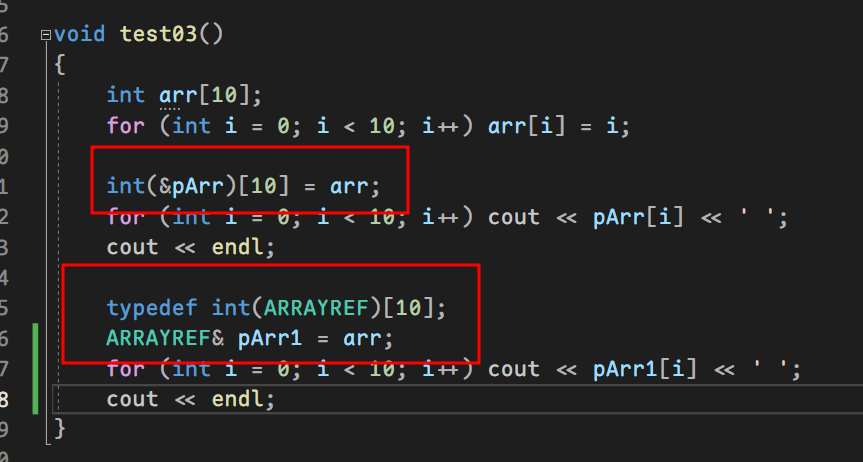 5
6 void test03()
7 {
8 int arr[10];
9 for (int i = 0; i < 10; i++) arr[i] = i;
0
1 int(&pArr)[10] = arr;
2 for (int i = 0; i < 10; i++) cout << pArr[i] << ' ';
3 cout << endl;
4
5 typedef int(ARRAYREF)[10];
6 ARRAYREF& pArr1 = arr;
7 for (int i = 0; i < 10; i++) cout << pArr1[i] << ' ';
8 cout << endl;
9 }
0